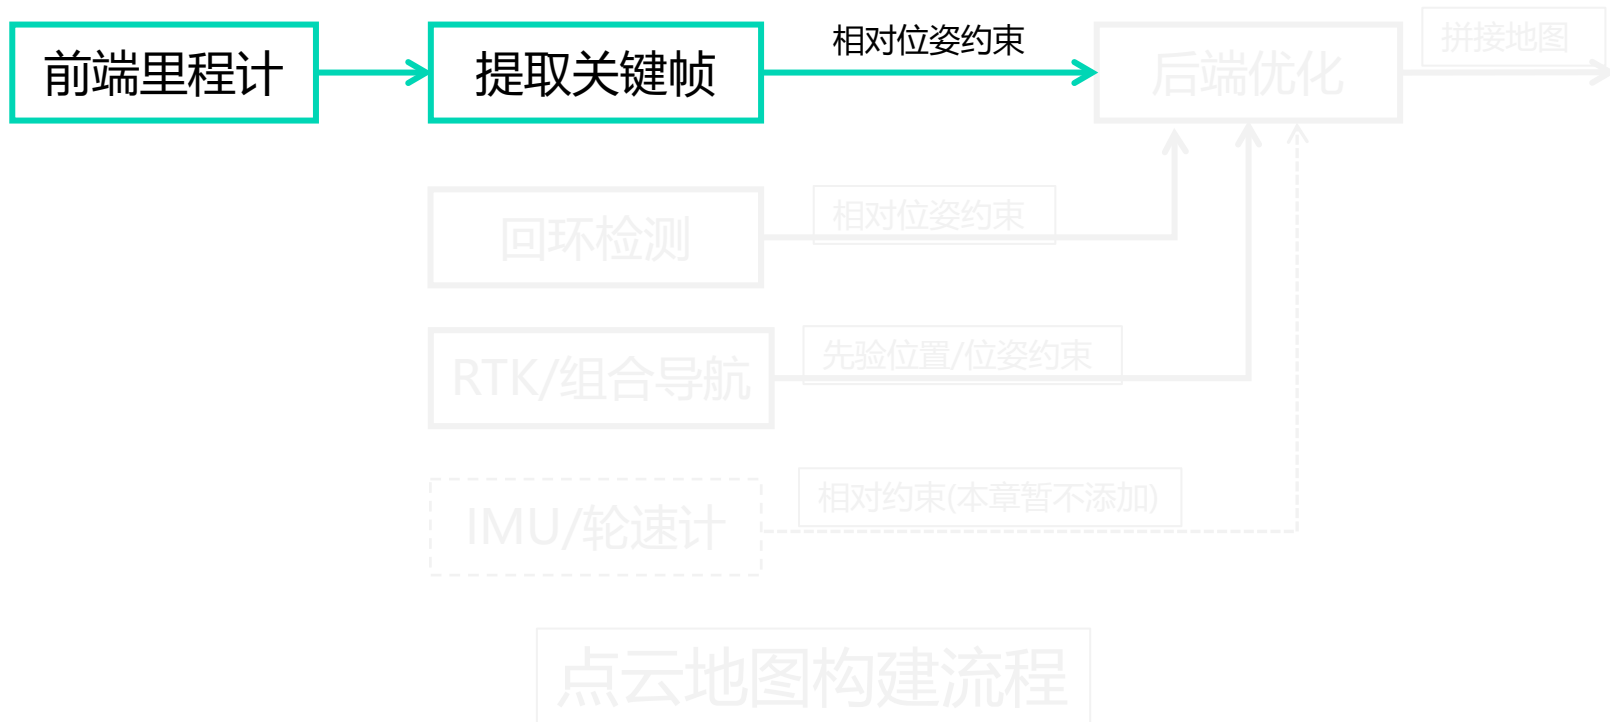 前端里程计
提取关键帧
相对位姿约束
后端优化
拼接地图
回环检测
相对位姿约束
RTK/组合导航
先验位置/位姿约束
IMU/轮速计
相对约束(本章暂不添加)
点云地图构建流程